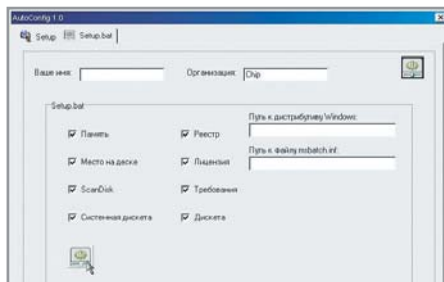 AutoConfig 1.0
Setup Setup.bat
Ваше имя: Организация: Chip
Setup.bat
Путь к дистрибутиву Windows:
Память Реестр
Путь к файлу msbatch.inf:
Место на диске Лицензия
ScanDisk Требования
Системная дискета Дискета